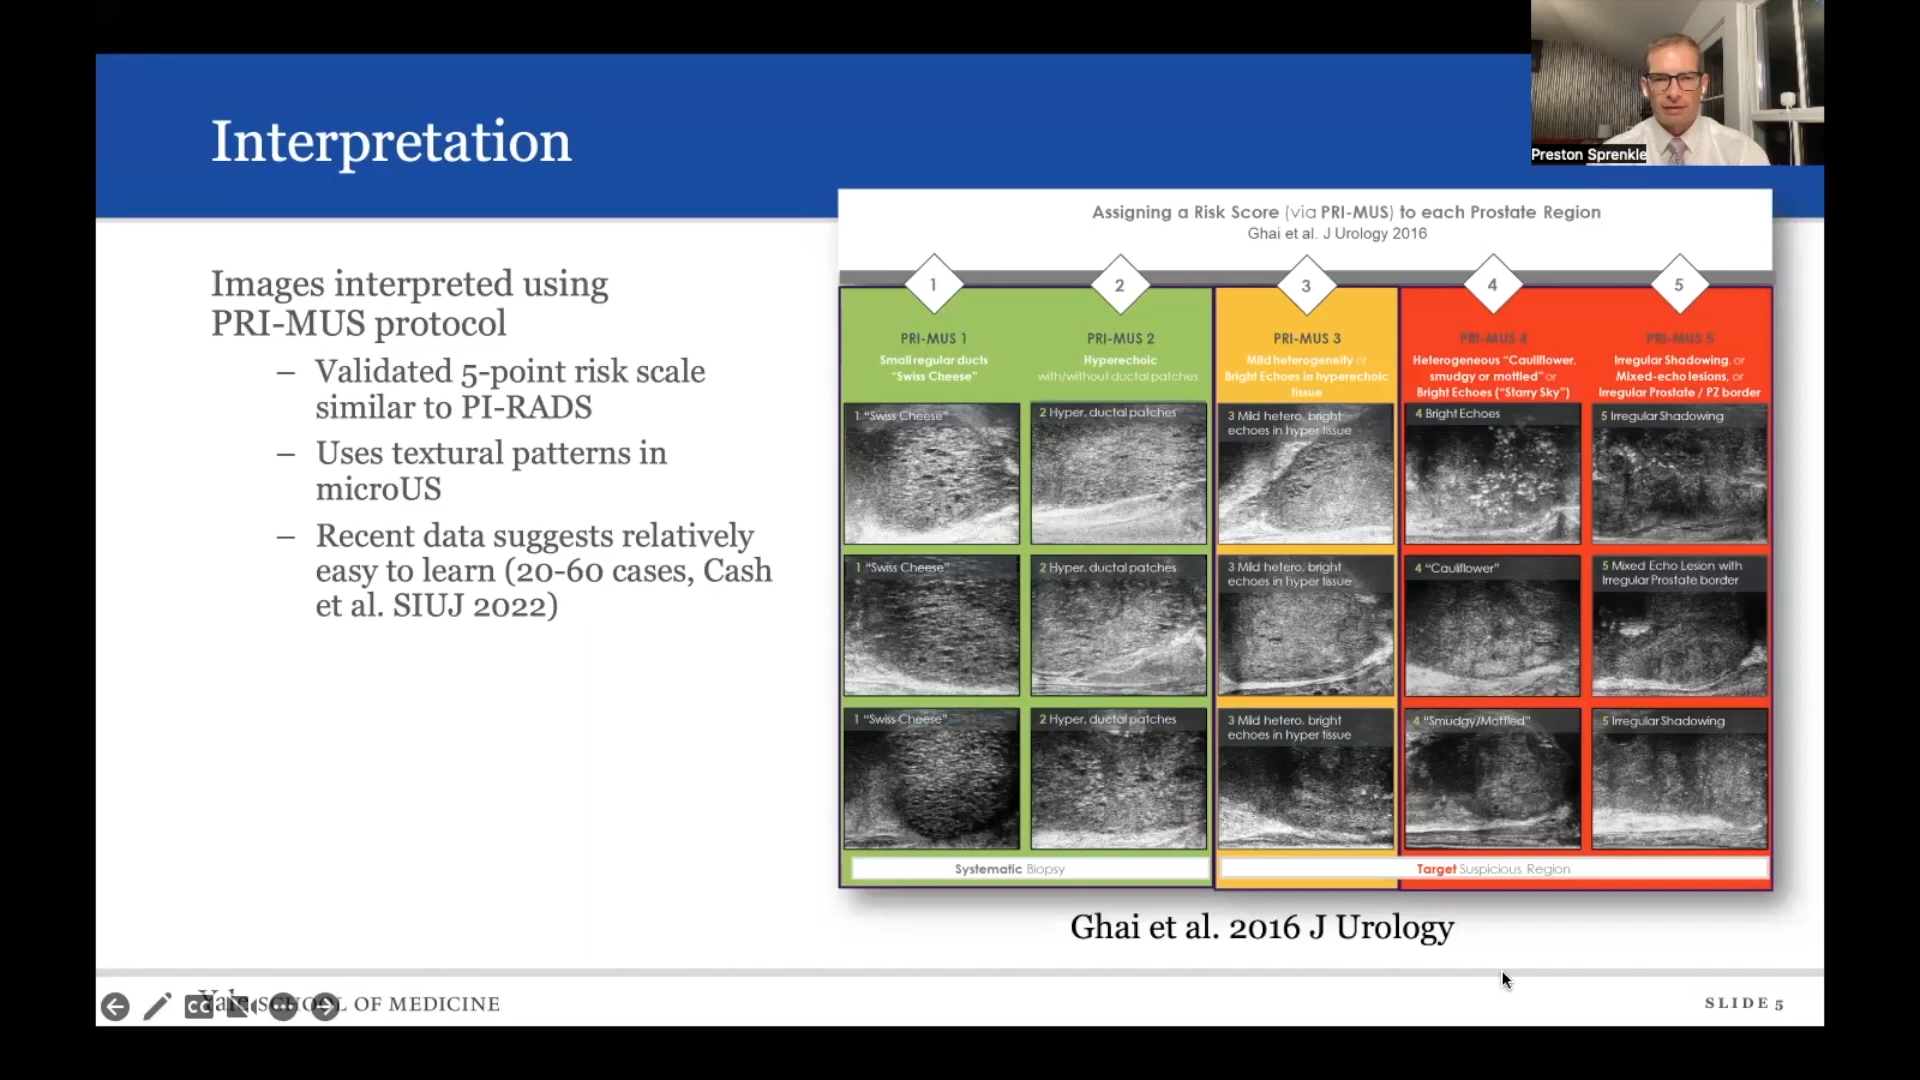 Interpretation
Preston Sprenkle
Images interpreted using
PRI-MUS protocol
– Validated 5-point risk scale
similar to PI-RADS
– Uses textural patterns in
microUS
– Recent data suggests relatively
easy to learn (20-60 cases, Cash
et al. SIUJ 2022)
Assigning a Risk Score (via PRI-MUS) to each Prostate Region
Ghai et al. J Urology 2016
1
2
3
4
5
PRI-MUS 1
Small regular ducts
"Swiss Cheese"
PRI-MUS 2
Hyperechoic
with/without ductal patches
PRI-MUS 3
Mild heterogeneity or
Bright Echoes in hyperechoic
tissue
PRI-MUS 4
Heterogeneous "Cauliflower,
smudgy or mottled" or
Bright Echoes ("Starry Sky")
PRI-MUS 5
Irregular Shadowing, or
Mixed-echo lesions, or
Irregular Prostate / PZ border
1 "Swiss Cheese"
2 Hyper, ductal patches
3 Mild hetero, bright
echoes in hyper tissue
4 Bright Echoes
5 Irregular Shadowing
1 "Swiss Cheese"
2 Hyper, ductal patches
3 Mild hetero, bright
echoes in hyper tissue
4 "Cauliflower"
5 Mixed Echo Lesion with
Irregular Prostate border
1 "Swiss Cheese"
2 Hyper, ductal patches
3 Mild hetero, bright
echoes in hyper tissue
4 "Smudgy/Mottled"
5 Irregular Shadowing
Systematic Biopsy
Target Suspicious Region
Ghai et al. 2016 J Urology
Yale SCHOOL OF MEDICINE
CC
SLIDE 5